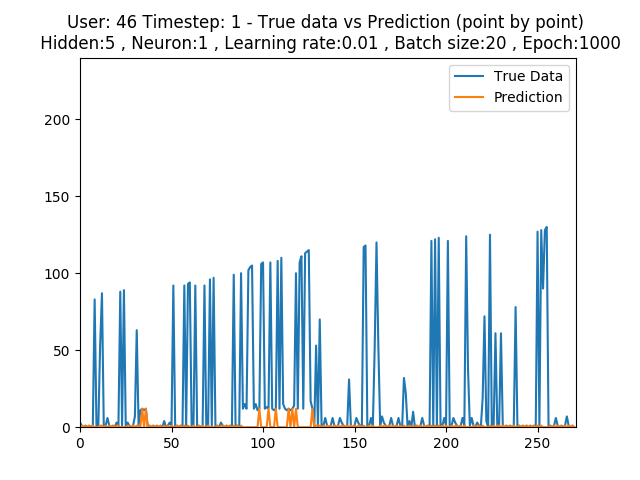 User: 46 Timestep: 1 - True data vs Prediction (point by point)
Hidden:5 , Neuron:1 , Learning rate:0.01 , Batch size:20 , Epoch:1000
True Data
Prediction
200
150
100
50
0
0 50 100 150 200 250